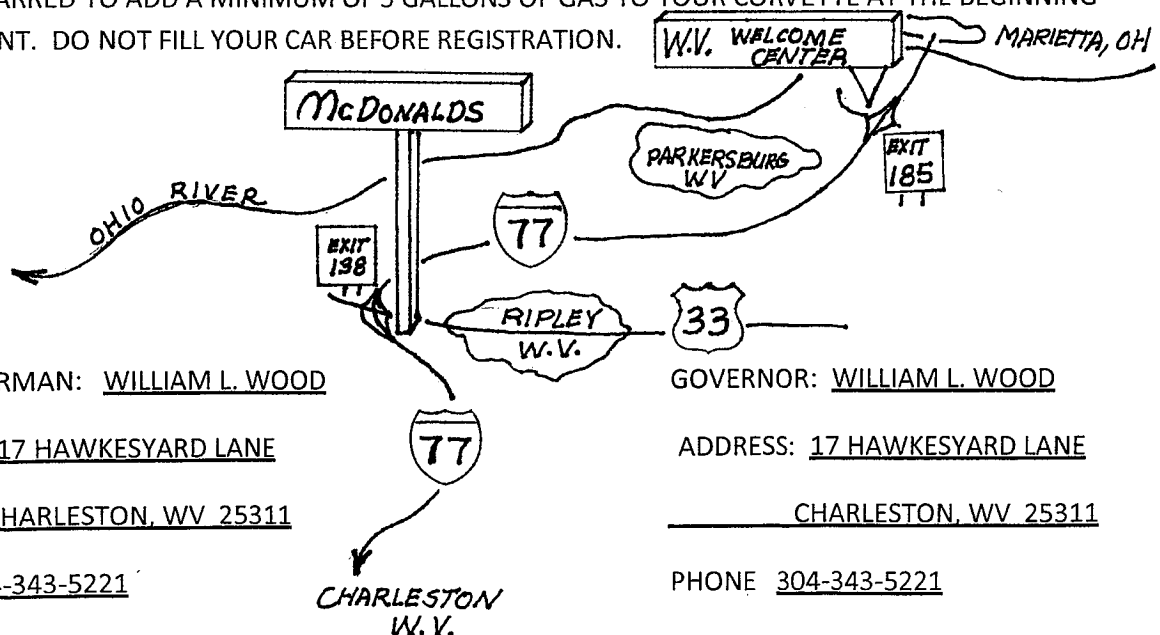 TO ADD A MINIMUM OF 5 GALLONS OF GAS TO YOUR CORVETTE AT THE BEGINNING
DO NOT FILL YOUR CAR BEFORE REGISTRATION.
W.V. WELCOME
CENTER
MARIETTA, OH
McDONALDS
PARKERSBURG
WV
EXIT
185
OHIO RIVER
77
EXIT
138
RIPLEY
W.V.
33
WILLIAM L. WOOD
GOVERNOR: WILLIAM L. WOOD
17 HAWKESYARD LANE
ADDRESS: 17 HAWKESYARD LANE
77
HARLESTON, WV 25311
CHARLESTON, WV 25311
-343-5221
PHONE 304-343-5221
CHARLESTON
W.V.